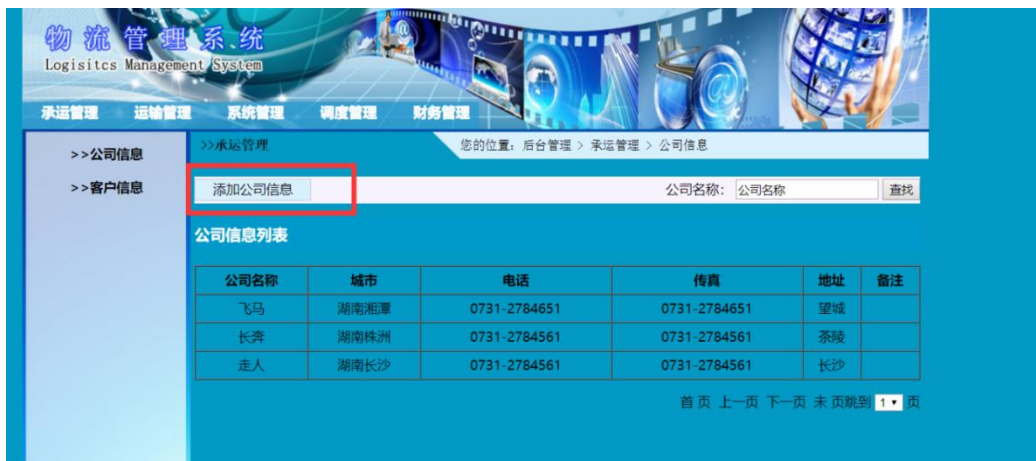 物流管理系统
Logisitcs Management System
承运管理 运输管理 系统管理 调度管理 财务管理
>>公司信息
>>客户信息
>>承运管理 您的位置：后台管理 > 承运管理 > 公司信息
添加公司信息 公司名称： 公司名称 查找
公司信息列表
公司名称 城市 电话 传真 地址 备注
飞马 湖南湘潭 0731-2784651 0731-2784651 望城
长奔 湖南株洲 0731-2784561 0731-2784561 茶陵
走人 湖南长沙 0731-2784561 0731-2784561 长沙
首 页 上一页 下一页 未 页跳到 1 页